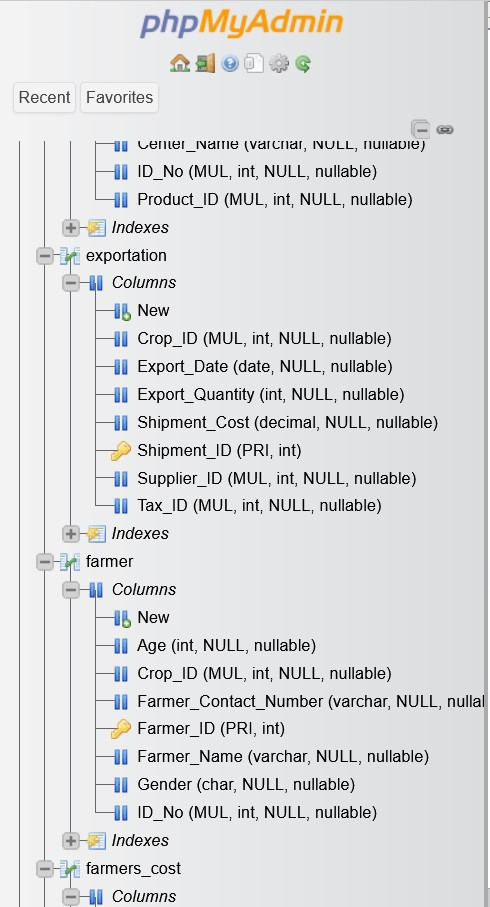 phpMyAdmin
Recent Favorites
Center_Name (varchar, NULL, nullable)
ID_No (MUL, int, NULL, nullable)
Product_ID (MUL, int, NULL, nullable)
Indexes
exportation
Columns
New
Crop_ID (MUL, int, NULL, nullable)
Export_Date (date, NULL, nullable)
Export_Quantity (int, NULL, nullable)
Shipment_Cost (decimal, NULL, nullable)
Shipment_ID (PRI, int)
Supplier_ID (MUL, int, NULL, nullable)
Tax_ID (MUL, int, NULL, nullable)
Indexes
farmer
Columns
New
Age (int, NULL, nullable)
Crop_ID (MUL, int, NULL, nullable)
Farmer_Contact_Number (varchar, NULL, nullal
Farmer_ID (PRI, int)
Farmer_Name (varchar, NULL, nullable)
Gender (char, NULL, nullable)
ID_No (MUL, int, NULL, nullable)
Indexes
farmers_cost
Columns